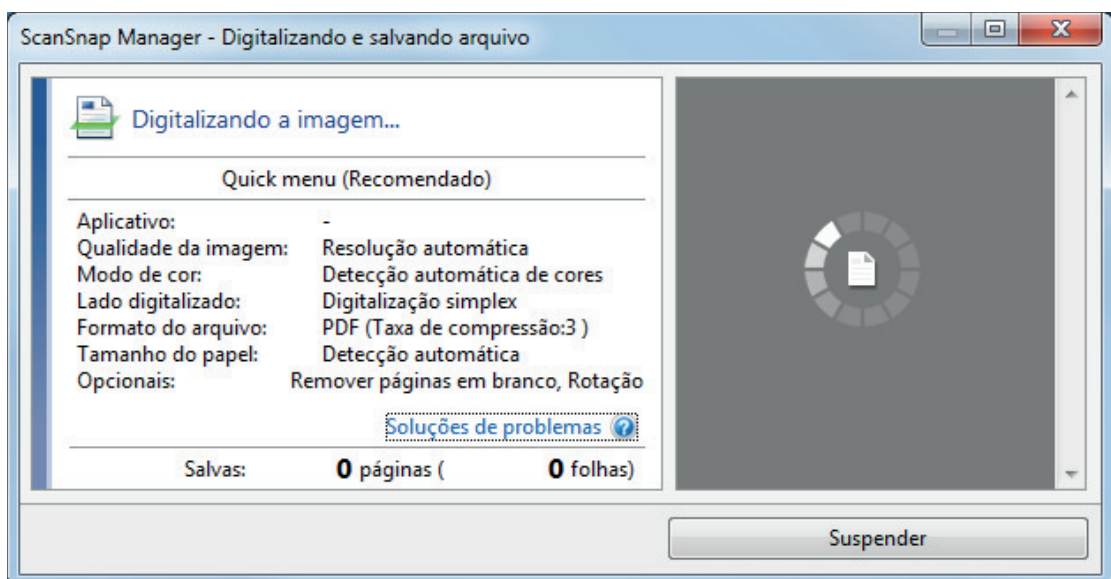 ScanSnap Manager - Digitalizando e salvando arquivo
Digitalizando a imagem...
Quick menu (Recomendado)
Aplicativo: -
Qualidade da imagem: Resolução automática
Modo de cor: Detecção automática de cores
Lado digitalizado: Digitalização simplex
Formato do arquivo: PDF (Taxa de compressão:3 )
Tamanho do papel: Detecção automática
Opcionais: Remover páginas em branco, Rotação
Soluções de problemas ?
Salvas: 0 páginas ( 0 folhas)
Suspender